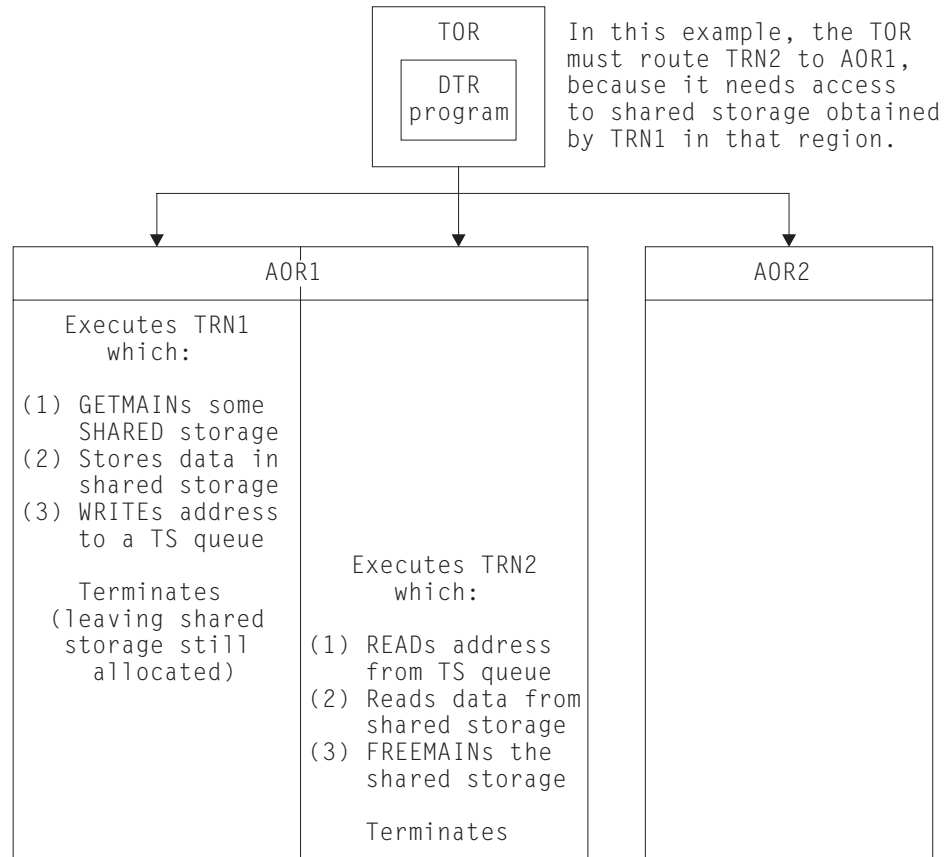 TOR
DTR
program
In this example, the TOR
must route TRN2 to AOR1,
because it needs access
to shared storage obtained
by TRN1 in that region.
AOR1
Executes TRN1
which:
(1) GETMAINs some
SHARED storage
(2) Stores data in
shared storage
(3) WRITEs address
to a TS queue
Terminates
(leaving shared
storage still
allocated)
Executes TRN2
which:
(1) READs address
from TS queue
(2) Reads data from
shared storage
(3) FREEMAINs the
shared storage
Terminates
AOR2